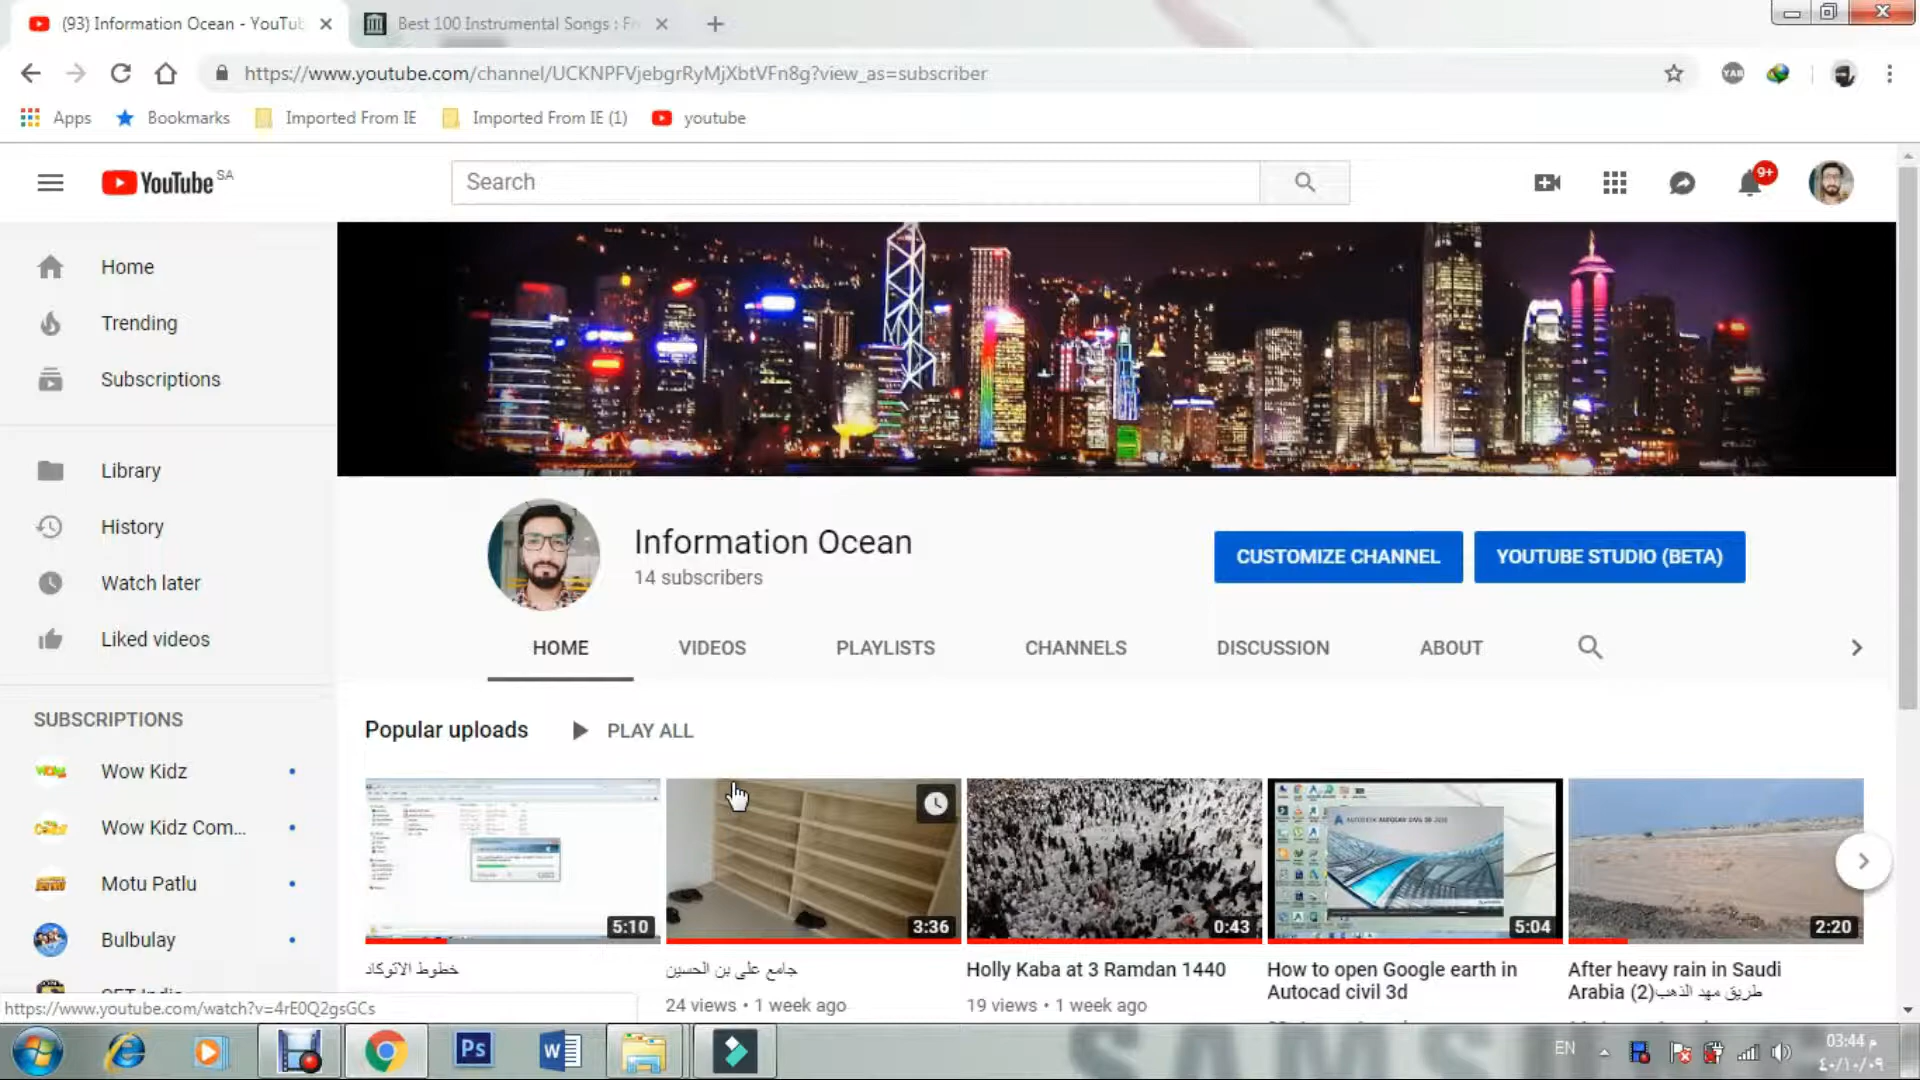 (93) Information Ocean - YouTub
Best 100 Instrumental Songs : Fr
https://www.youtube.com/channel/UCKNPFVjebgrRyMjXbtVFn8g?view_as=subscriber
Apps
Bookmarks
Imported From IE
Imported From IE (1)
youtube
YouTube SA
Search
9+
Home
Trending
Subscriptions
Library
History
Watch later
Liked videos
SUBSCRIPTIONS
Wow Kidz
Wow Kidz Com...
Motu Patlu
Bulbulay
Information Ocean
14 subscribers
CUSTOMIZE CHANNEL
YOUTUBE STUDIO (BETA)
HOME
VIDEOS
PLAYLISTS
CHANNELS
DISCUSSION
ABOUT
Popular uploads
PLAY ALL
5:10
3:36
0:43
5:04
2:20
خطوط الاتوكاد
جامع علي بن الحسين
24 views • 1 week ago
Holly Kaba at 3 Ramdan 1440
19 views • 1 week ago
How to open Google earth in
Autocad civil 3d
After heavy rain in Saudi
Arabia (2)طريق مهد الذهب
https://www.youtube.com/watch?v=4rE0Q2gsGCs
Ps
W
EN
03:44 م
٤٠/١٠/٠٩